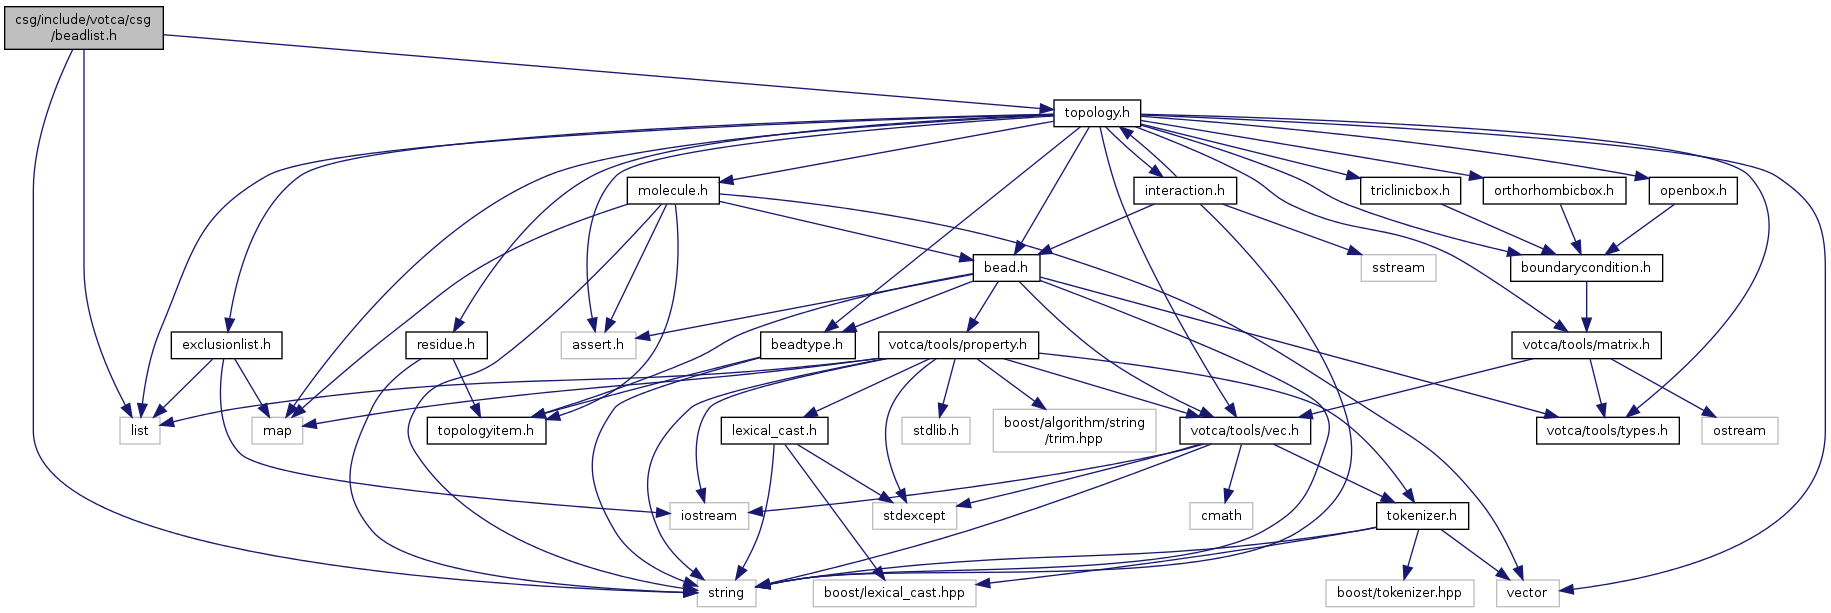 csg/include/votca/csg
/beadlist.h
topology.h
molecule.h
interaction.h
triclinicbox.h
orthorhombicbox.h
openbox.h
bead.h
sstream
boundarycondition.h
exclusionlist.h
residue.h
assert.h
beadtype.h
votca/tools/property.h
votca/tools/matrix.h
list
map
topologyitem.h
lexical_cast.h
stdlib.h
boost/algorithm/string
/trim.hpp
votca/tools/vec.h
votca/tools/types.h
ostream
iostream
stdexcept
cmath
tokenizer.h
string
boost/lexical_cast.hpp
boost/tokenizer.hpp
vector